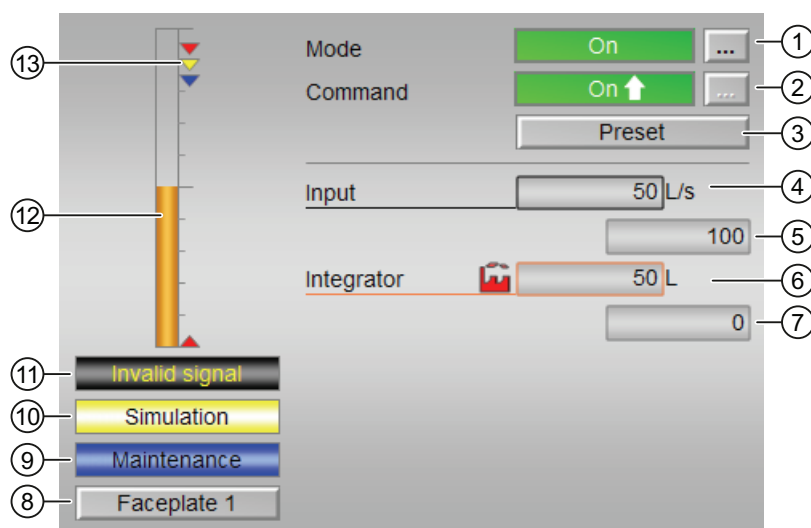 Mode On ... 1
Command On ... 2
Preset 3
Input 50 L/s 4
100 5
Integrator 50 L 6
0 7
13
12
11 Invalid signal
10 Simulation
9 Maintenance
8 Faceplate 1